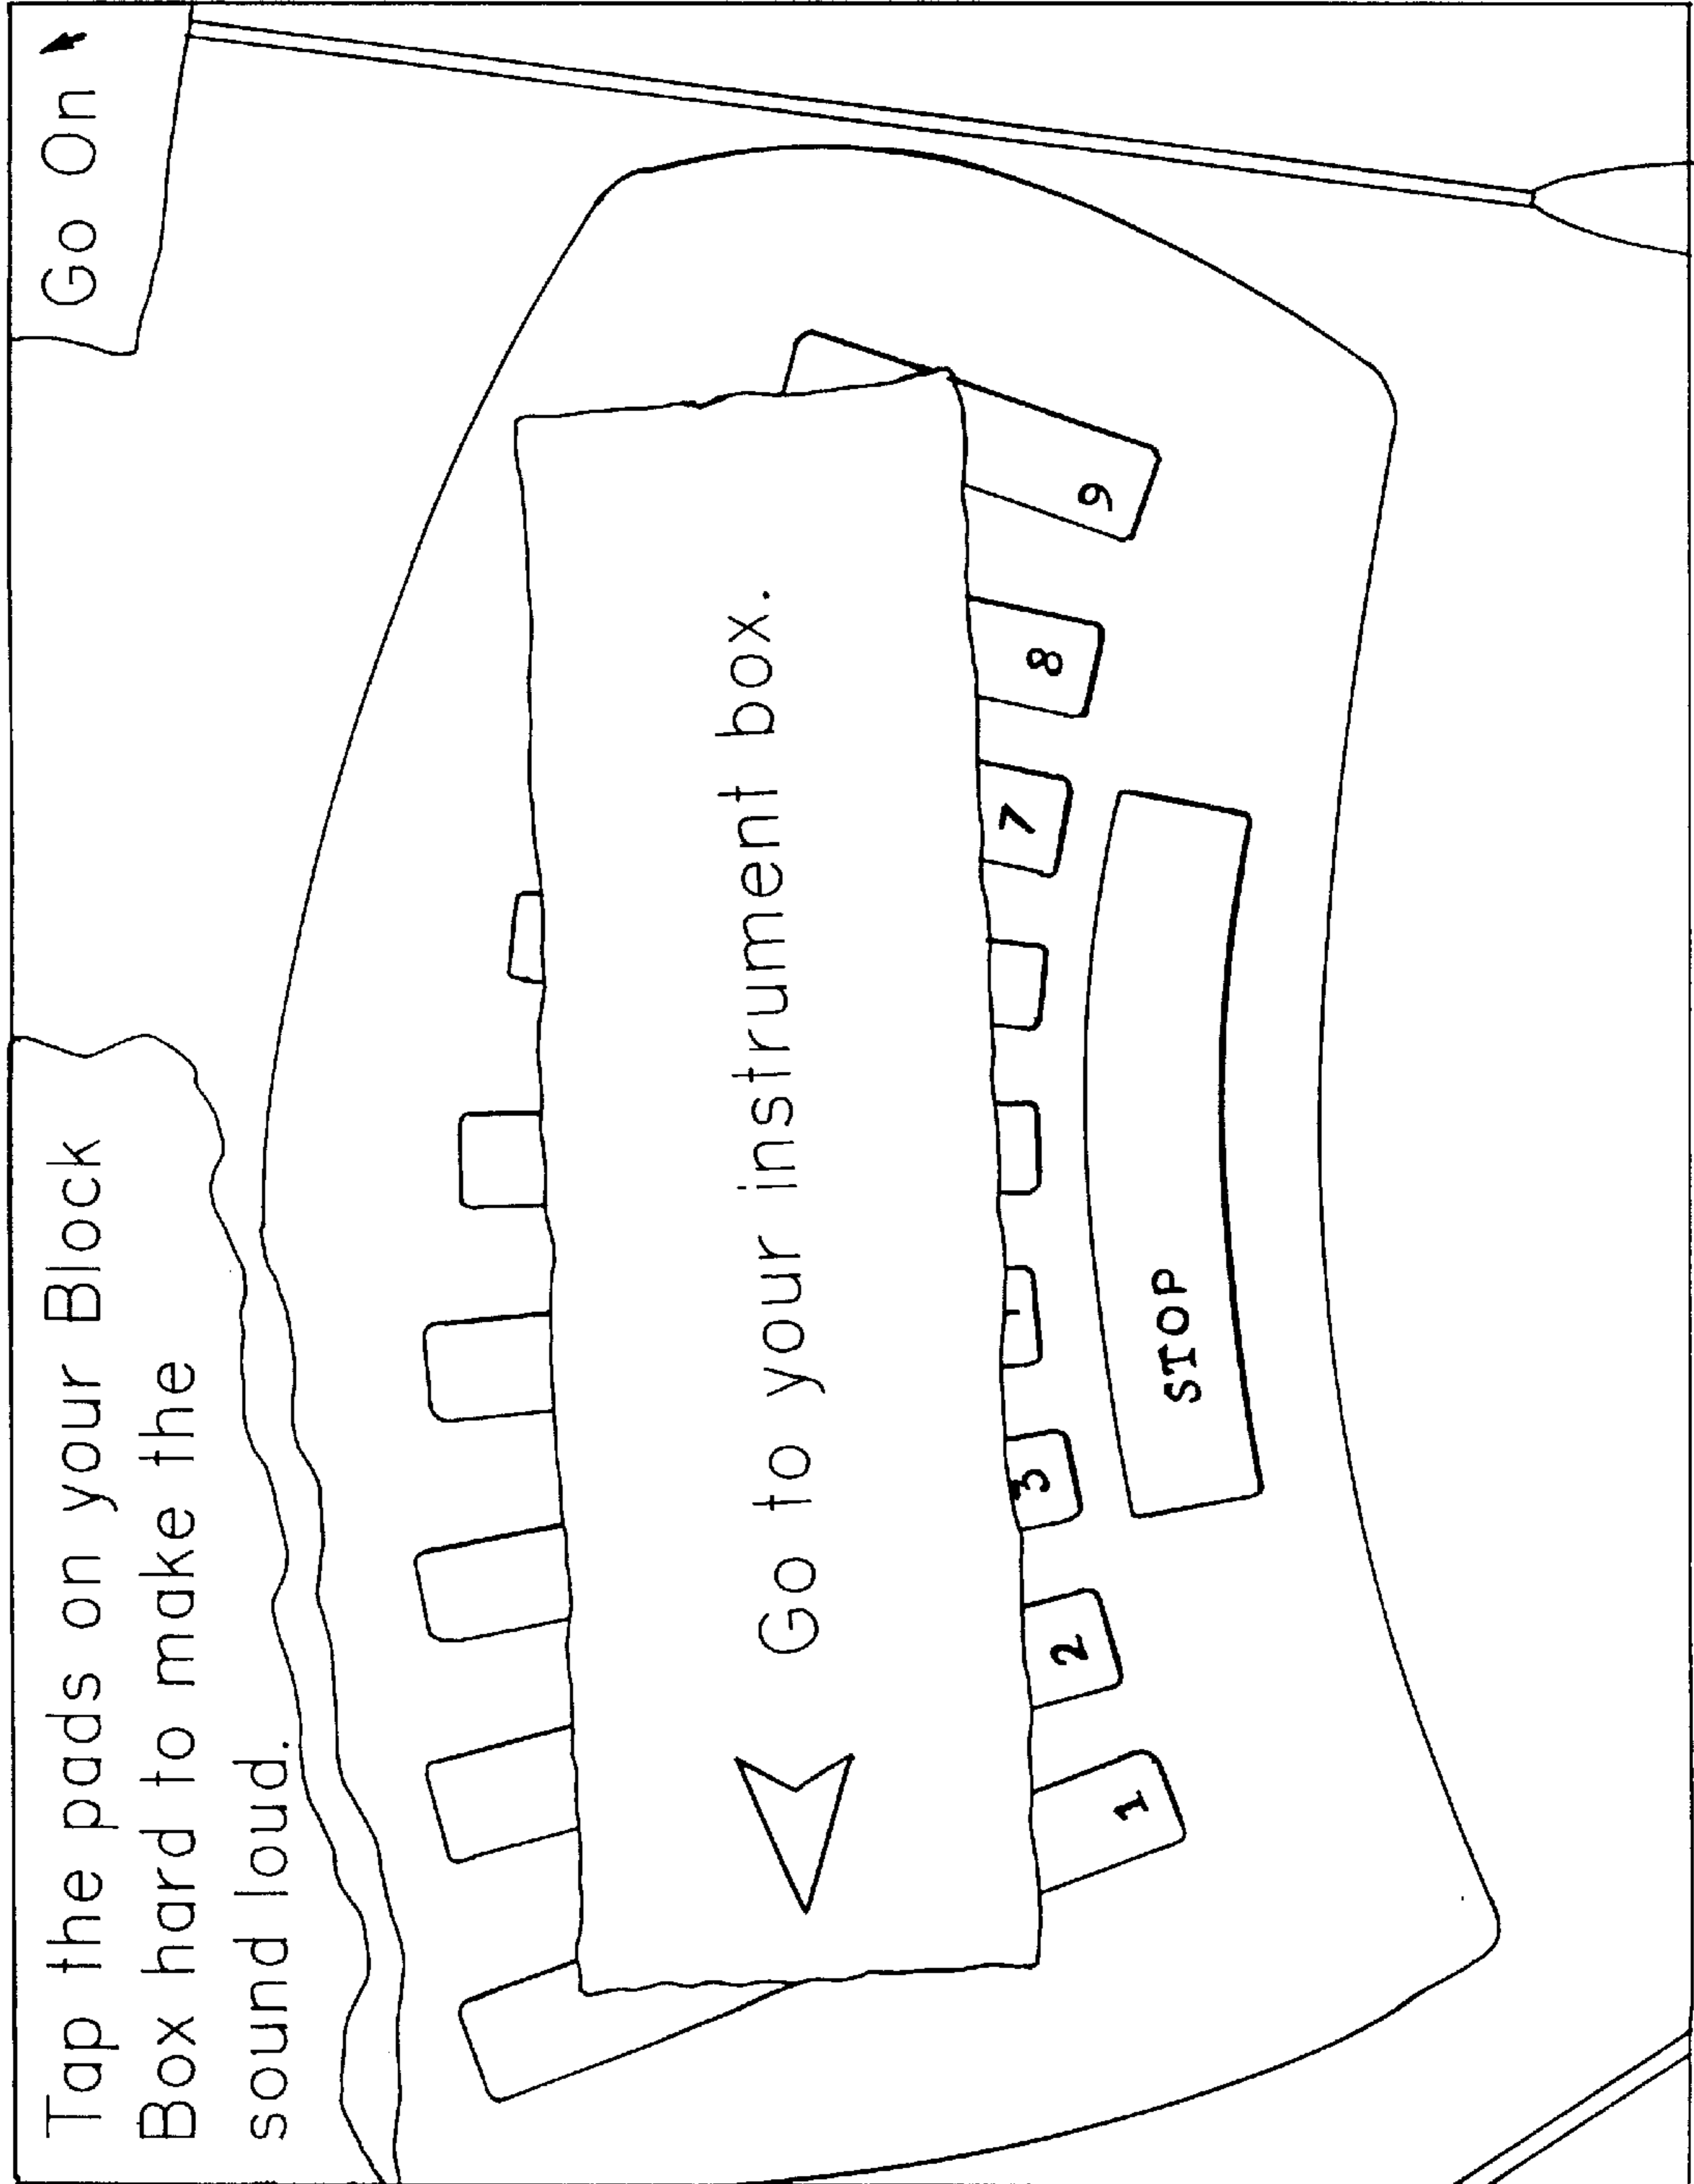 Tap the pads on your Block
Box hard to make the
sound loud.
Go On
Go to your instrument box.
1
2
3
7
8
9
STOP